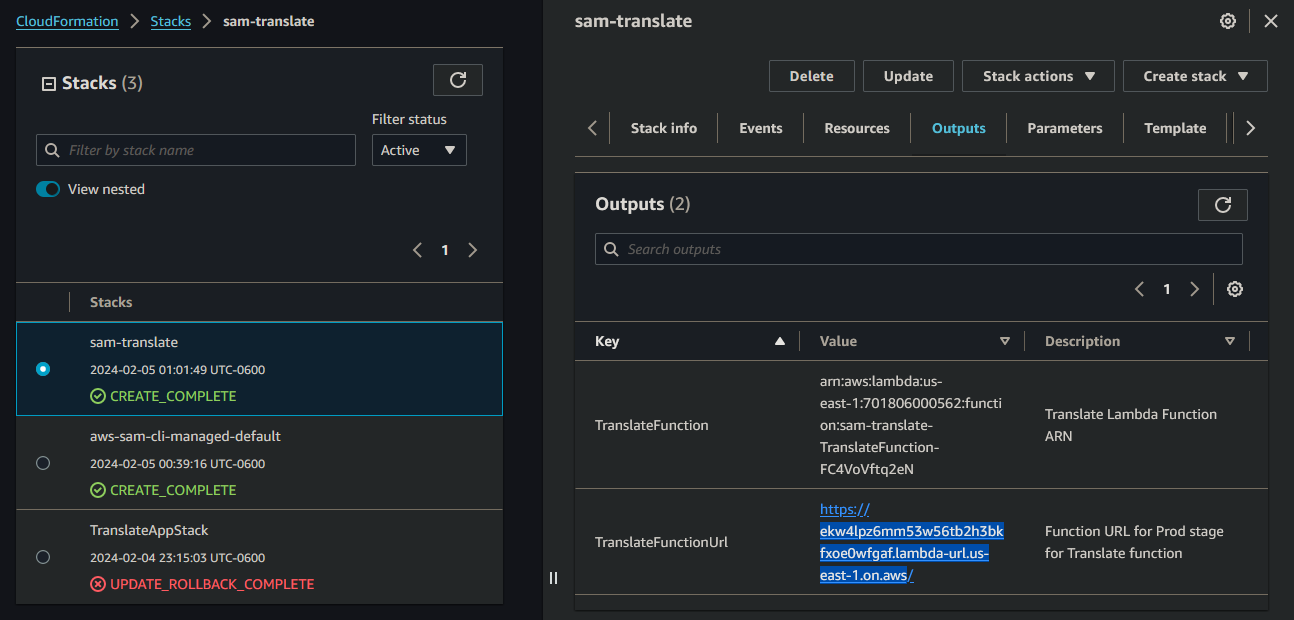 CloudFormation > Stacks > sam-translate
Stacks (3)
Filter status
Filter by stack name
Active
View nested
1
Stacks
sam-translate
2024-02-05 01:01:49 UTC-0600
CREATE_COMPLETE
aws-sam-cli-managed-default
2024-02-05 00:39:16 UTC-0600
CREATE_COMPLETE
TranslateAppStack
2024-02-04 23:15:03 UTC-0600
UPDATE_ROLLBACK_COMPLETE
sam-translate
Delete Update Stack actions Create stack
Stack info Events Resources Outputs Parameters Template
Outputs (2)
Search outputs
1
Key Value Description
TranslateFunction
arn:aws:lambda:us-
east-1:701806000562:functi
on:sam-translate-
TranslateFunction-
FC4VoVftq2eN
Translate Lambda Function
ARN
TranslateFunctionUrl
https://
ekw4lpz6mm53w56tb2h3bk
fxoe0wfgaf.lambda-url.us-
east-1.on.aws/
Function URL for Prod stage
for Translate function